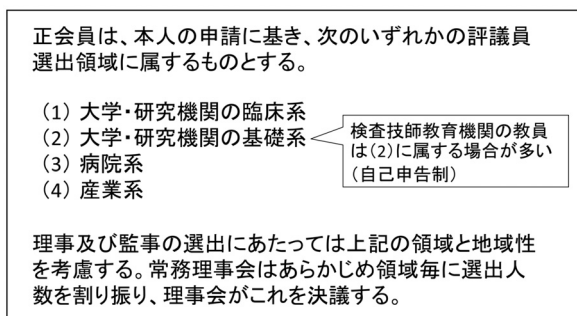 正会員は、本人の申請に基き、次のいずれかの評議員
選出領域に属するものとする。
(1) 大学・研究機関の臨床系
(2) 大学・研究機関の基礎系
(3) 病院系
(4) 産業系
検査技師教育機関の教員
は(2)に属する場合が多い
(自己申告制)
理事及び監事の選出にあたっては上記の領域と地域性
を考慮する。常務理事会はあらかじめ領域毎に選出人
数を割り振り、理事会がこれを決議する。